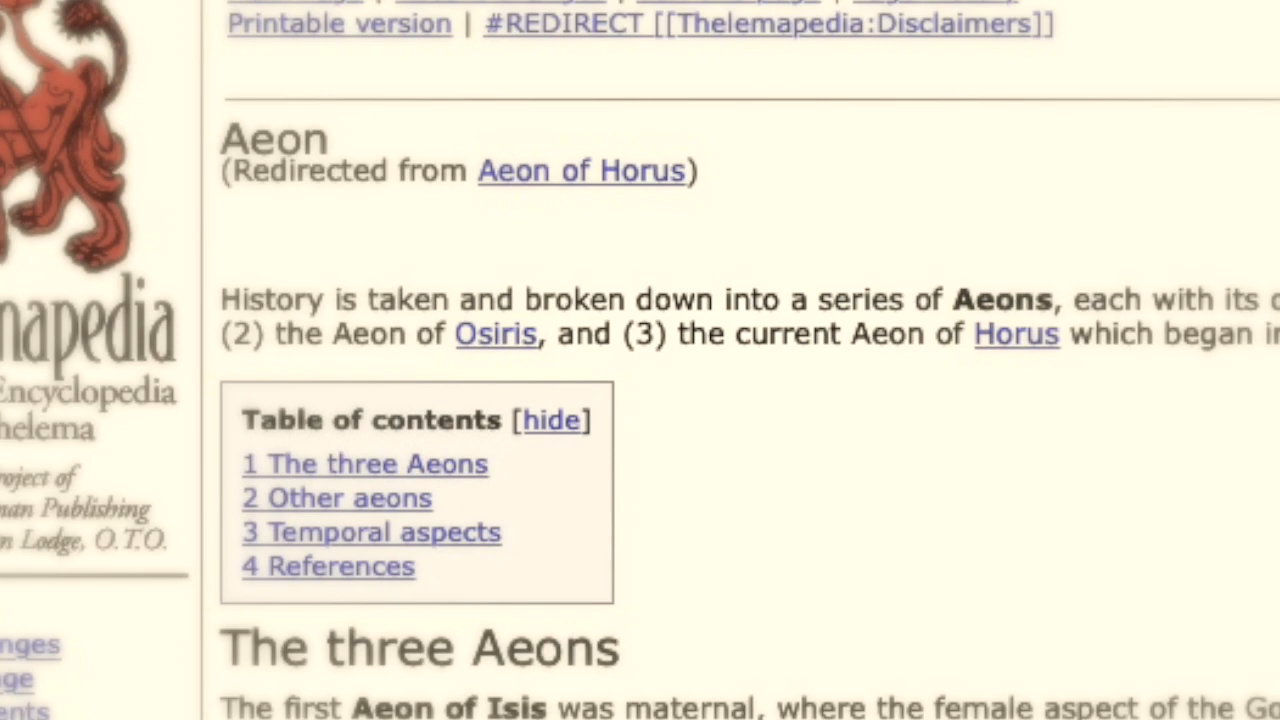 Printable version | #REDIRECT [[Thelemapedia:Disclaimers]]
Aeon
(Redirected from Aeon of Horus)
History is taken and broken down into a series of Aeons, each with its
(2) the Aeon of Osiris, and (3) the current Aeon of Horus which began
mapedia
Encyclopedia
helema
roject of
man Publishing
n Lodge, O.T.O.
Table of contents [hide]
1 The three Aeons
2 Other aeons
3 Temporal aspects
4 References
The three Aeons
nges
ge
ents
The first Aeon of Isis was maternal, where the female aspect of the